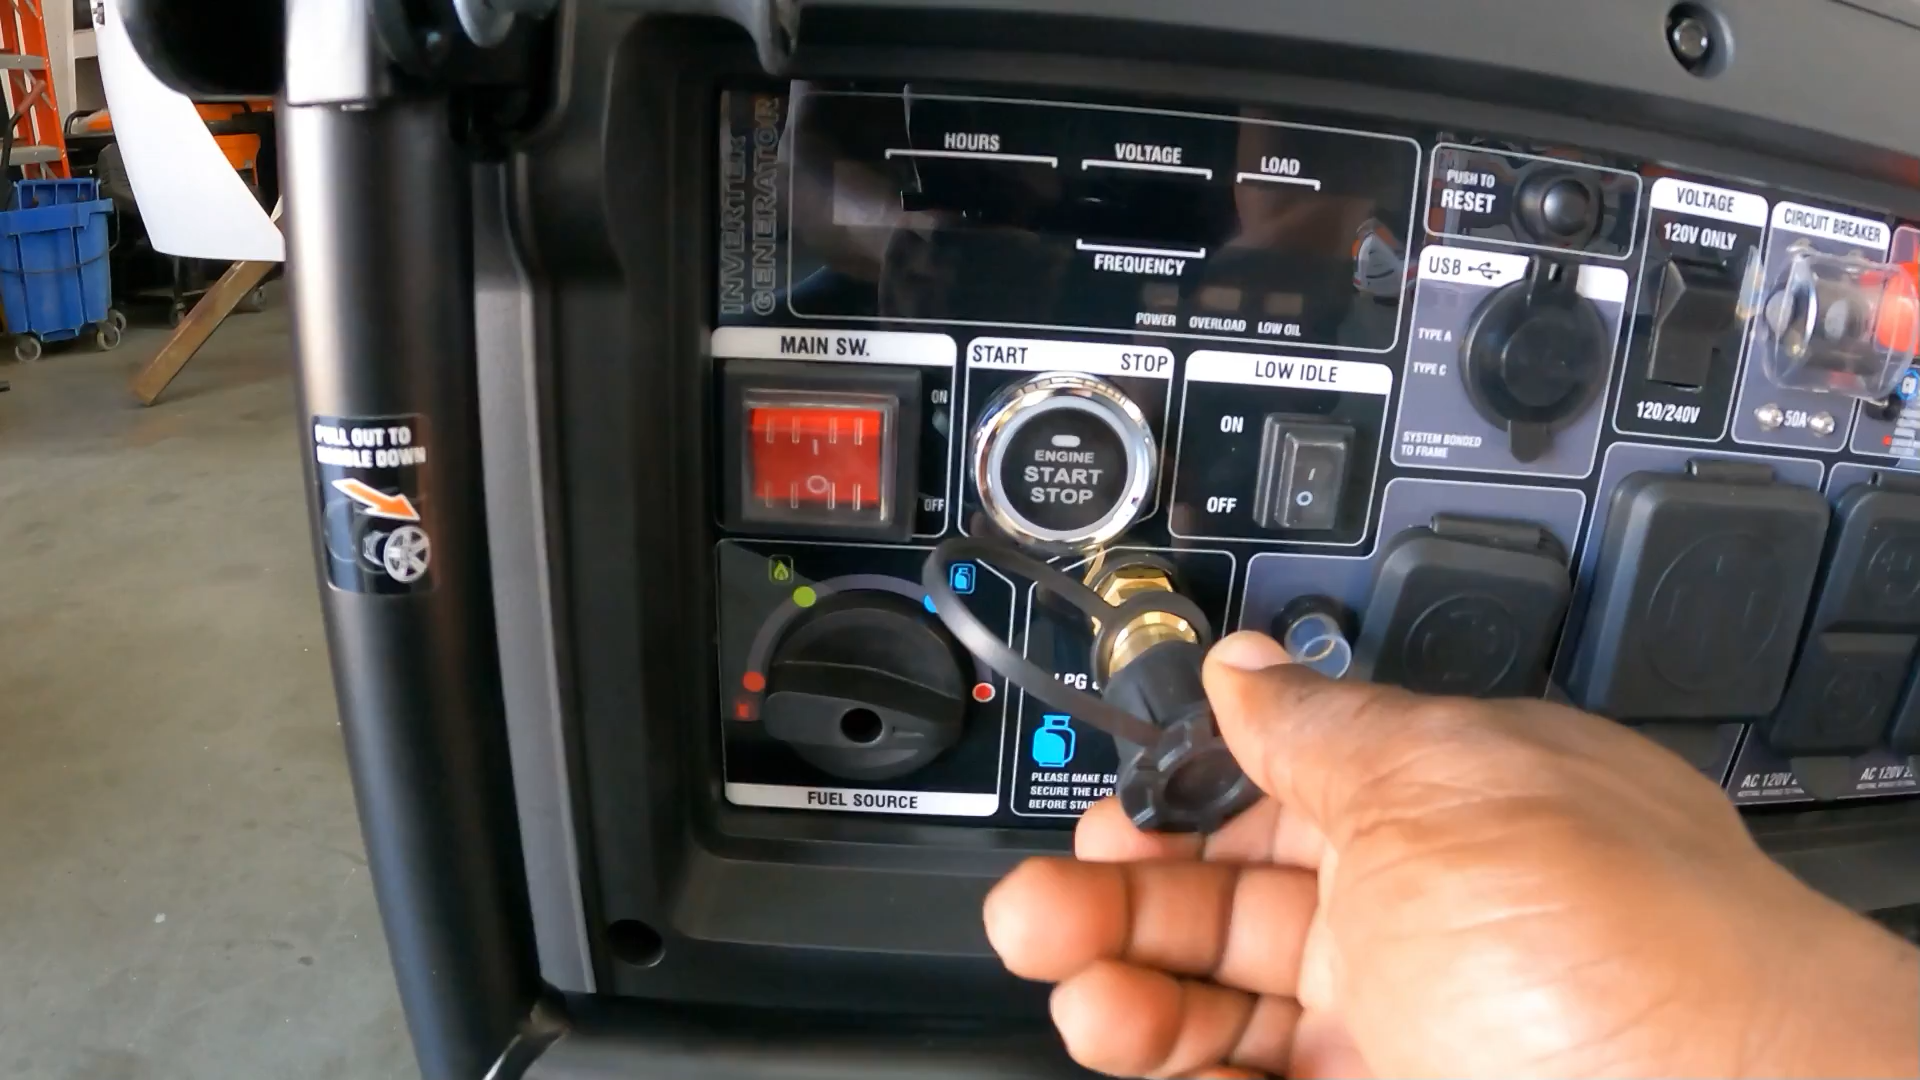 INVERTER
GENERATOR
HOURS
VOLTAGE
LOAD
FREQUENCY
POWER OVERLOAD LOW OIL
PUSH TO
RESET
VOLTAGE
120V ONLY
120/240V
CIRCUIT BREAKER
50A
USB
TYPE A
TYPE C
SYSTEM BONDED
TO FRAME
MAIN SW.
ON
OFF
START STOP
ENGINE
START
STOP
LOW IDLE
ON
OFF
PULL OUT TO
HANDLE DOWN
FUEL SOURCE
LPG
PLEASE MAKE SU
SECURE THE LPG
BEFORE STAR
AC 120V
AC 120V